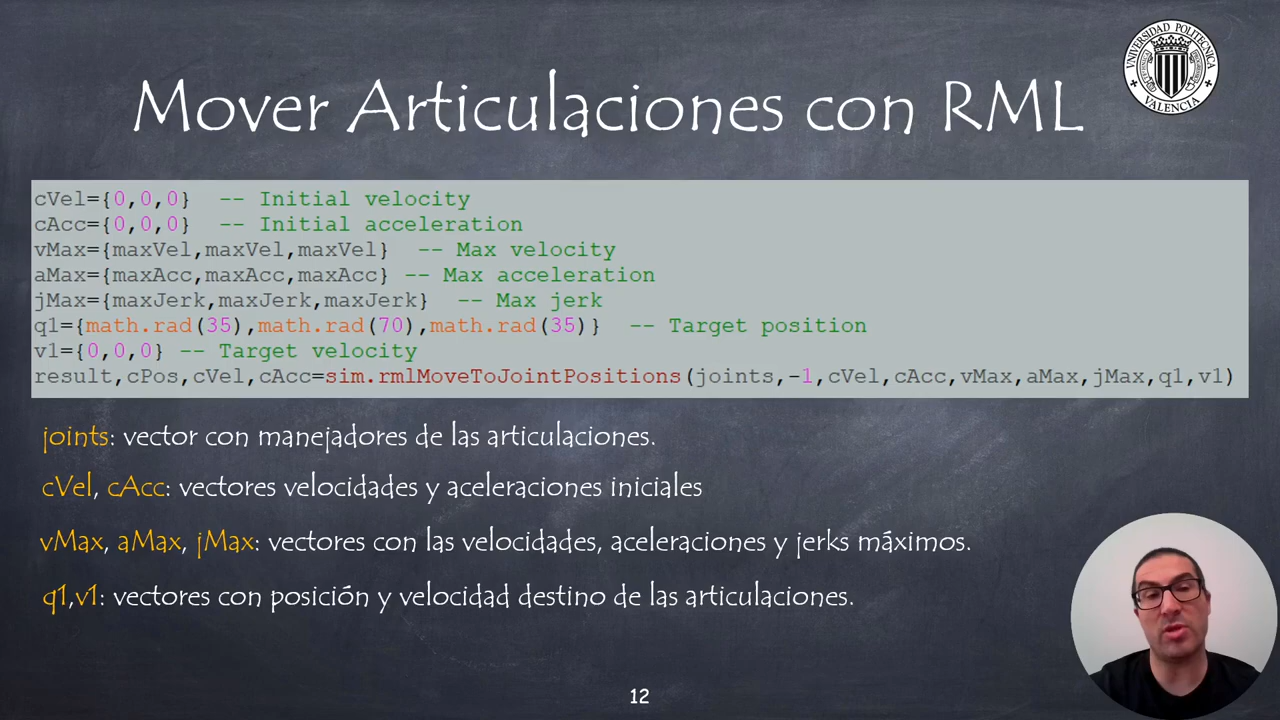 UNIVERSIDAD POLITECNICA
VALENCIA
Mover Articulaciones con RML
cVel={0,0,0}  -- Initial velocity
cAcc={0,0,0}  -- Initial acceleration
vMax={maxVel,maxVel,maxVel}  -- Max velocity
aMax={maxAcc,maxAcc,maxAcc} -- Max acceleration
jMax={maxJerk,maxJerk,maxJerk}  -- Max jerk
q1={math.rad(35),math.rad(70),math.rad(35)}  -- Target position
v1={0,0,0} -- Target velocity
result,cPos,cVel,cAcc=sim.rmlMoveToJointPositions(joints,-1,cVel,cAcc,vMax,aMax,jMax,q1,v1)
joints: vector con manejadores de las articulaciones.
cVel, cAcc: vectores velocidades y aceleraciones iniciales
vMax, aMax, jMax: vectores con las velocidades, aceleraciones y jerks máximos.
q1,v1: vectores con posición y velocidad destino de las articulaciones.
12